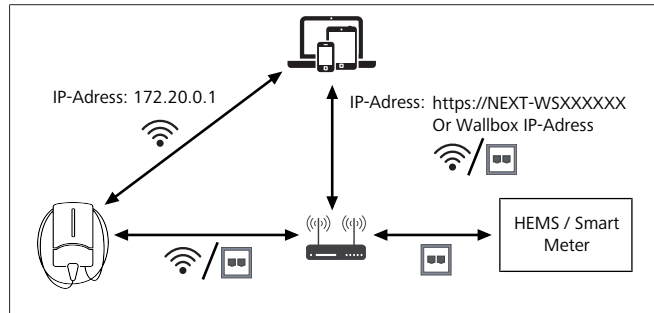 IP-Adress: 172.20.0.1
IP-Adress: https://NEXT-WSXXXXXX
Or Wallbox IP-Adress
HEMS / Smart
Meter